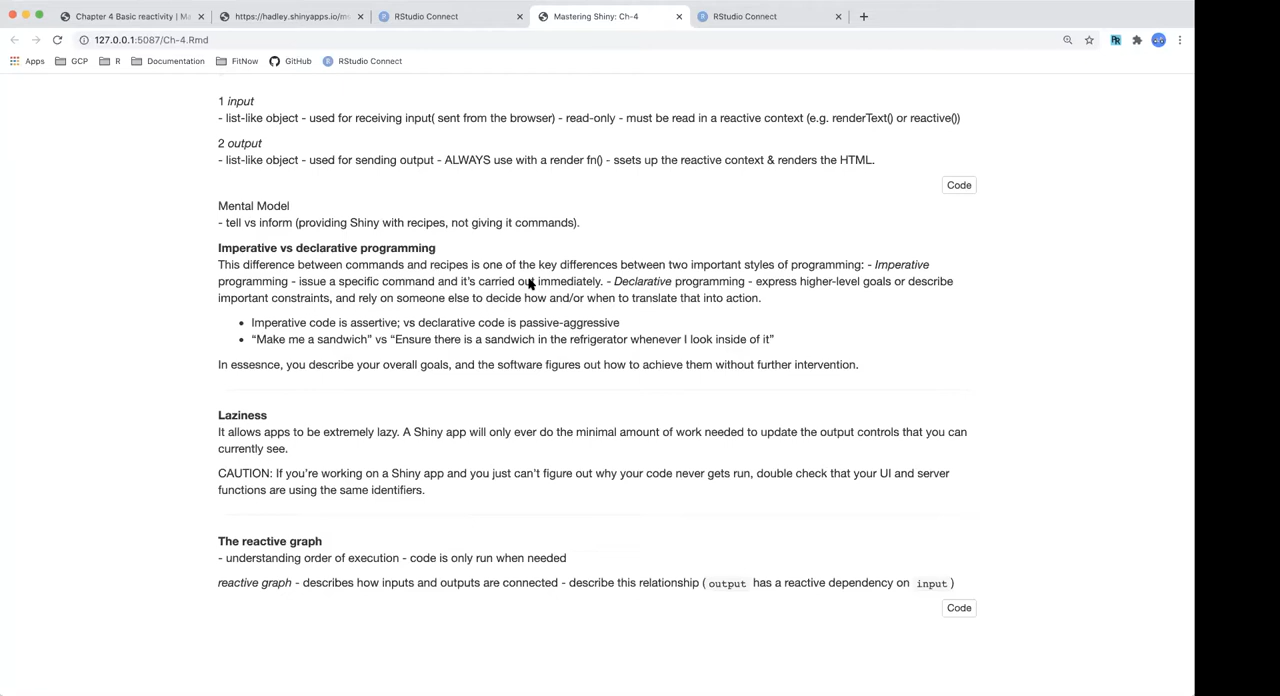 Chapter 4 Basic reactivity | Ma
https://hadley.shinyapps.io/m
RStudio Connect
Mastering Shiny: Ch-4
RStudio Connect
127.0.0.1:5087/Ch-4.Rmd
Apps GCP R Documentation FitNow GitHub RStudio Connect
1 input
- list-like object - used for receiving input( sent from the browser) - read-only - must be read in a reactive context (e.g. renderText() or reactive())
2 output
- list-like object - used for sending output - ALWAYS use with a render fn() - ssets up the reactive context & renders the HTML.
Code
Mental Model
- tell vs inform (providing Shiny with recipes, not giving it commands).
Imperative vs declarative programming
This difference between commands and recipes is one of the key differences between two important styles of programming: - Imperative
programming - issue a specific command and it's carried out immediately. - Declarative programming - express higher-level goals or describe
important constraints, and rely on someone else to decide how and/or when to translate that into action.
• Imperative code is assertive; vs declarative code is passive-aggressive
• “Make me a sandwich” vs “Ensure there is a sandwich in the refrigerator whenever I look inside of it”
In essesnce, you describe your overall goals, and the software figures out how to achieve them without further intervention.
Laziness
It allows apps to be extremely lazy. A Shiny app will only ever do the minimal amount of work needed to update the output controls that you can
currently see.
CAUTION: If you're working on a Shiny app and you just can't figure out why your code never gets run, double check that your UI and server
functions are using the same identifiers.
The reactive graph
- understanding order of execution - code is only run when needed
reactive graph - describes how inputs and outputs are connected - describe this relationship ( output has a reactive dependency on input )
Code